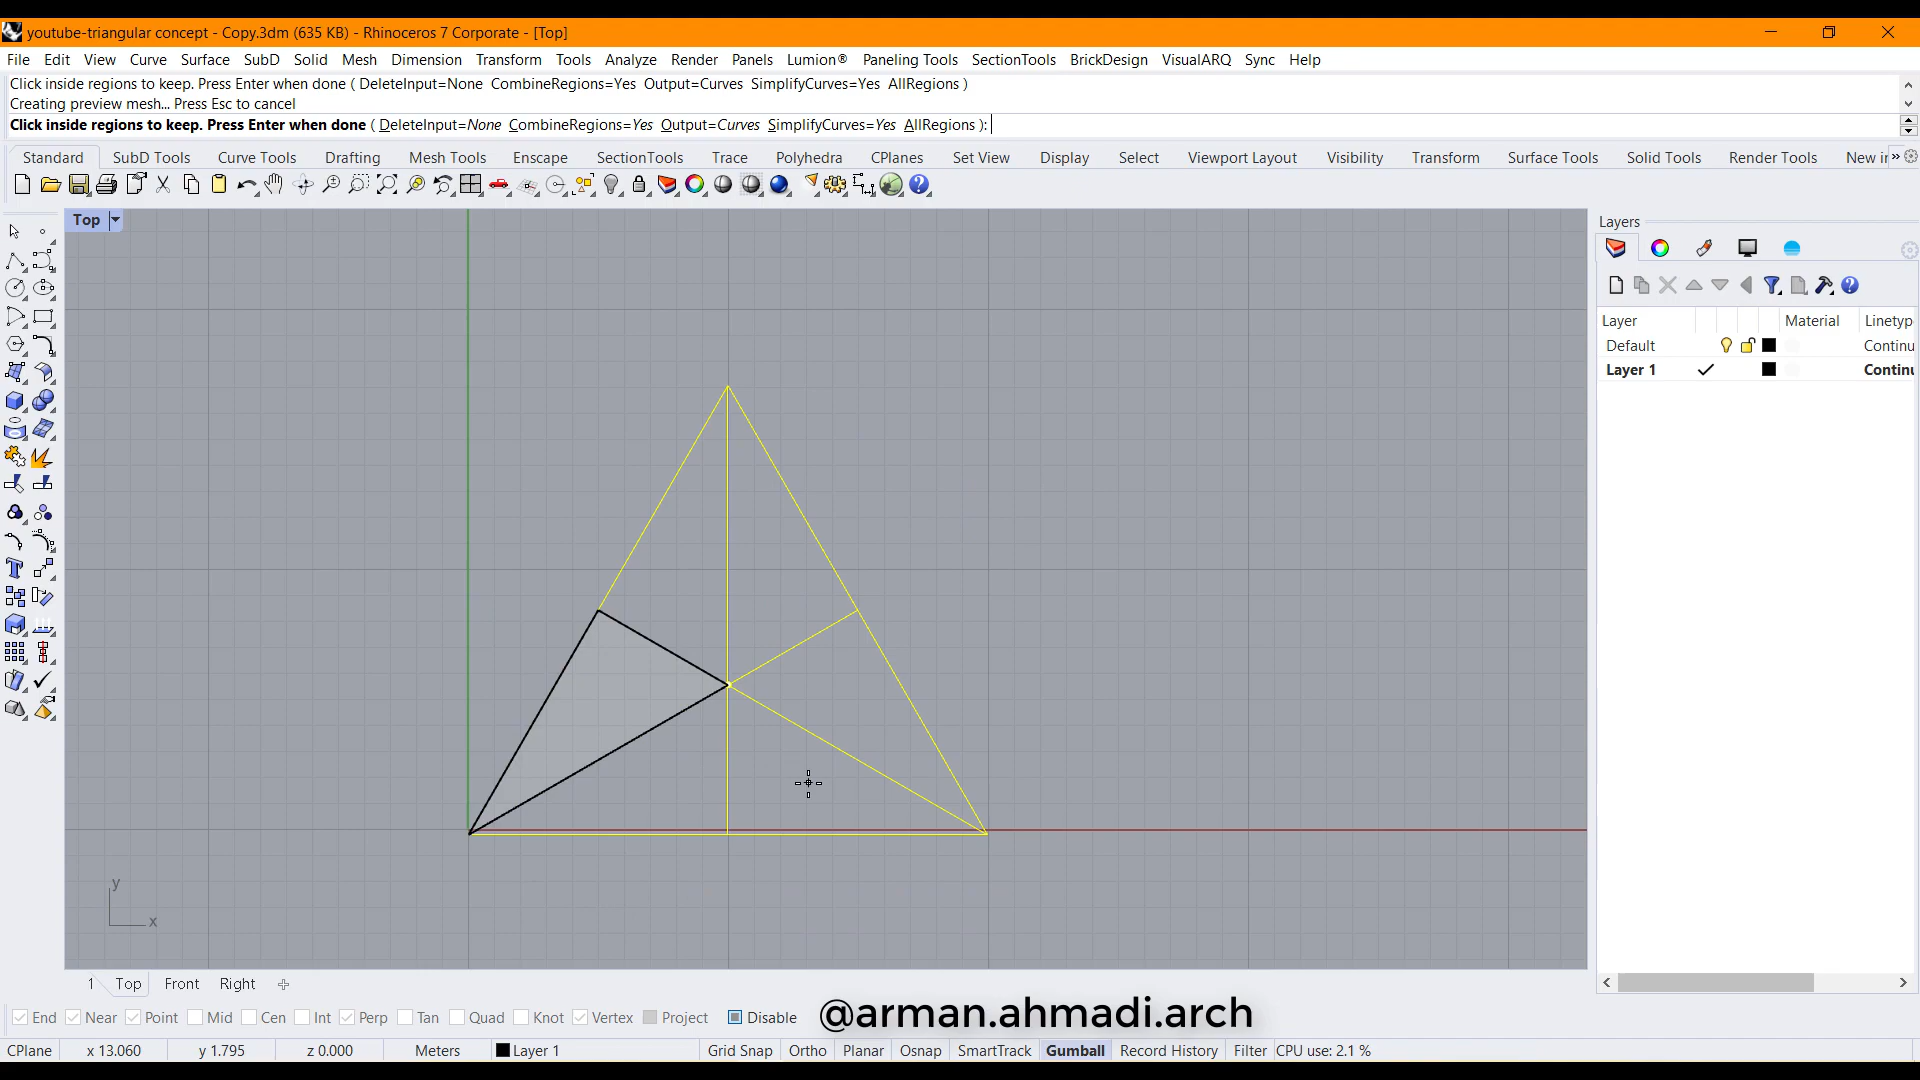 youtube-triangular concept - Copy.3dm (635 KB) - Rhinoceros 7 Corporate - [Top]
File Edit View Curve Surface SubD Solid Mesh Dimension Transform Tools Analyze Render Panels Lumion® Paneling Tools SectionTools BrickDesign VisualARQ Sync Help
Click inside regions to keep. Press Enter when done ( DeleteInput=None CombineRegions=Yes Output=Curves SimplifyCurves=Yes AllRegions )
Creating preview mesh... Press Esc to cancel
Click inside regions to keep. Press Enter when done ( DeleteInput=None CombineRegions=Yes Output=Curves SimplifyCurves=Yes AllRegions ):
Standard SubD Tools Curve Tools Drafting Mesh Tools Enscape SectionTools Trace Polyhedra CPlanes Set View Display Select Viewport Layout Visibility Transform Surface Tools Solid Tools Render Tools New in »
Top
Layers
Layer Material Linetyp
Default Continu
Layer 1 Continu
y
x
1 Top Front Right
End Near Point Mid Cen Int Perp Tan Quad Knot Vertex Project Disable
@arman.ahmadi.arch
CPlane x 13.060 y 1.795 z 0.000 Meters Layer 1 Grid Snap Ortho Planar Osnap SmartTrack Gumball Record History Filter CPU use: 2.1 %